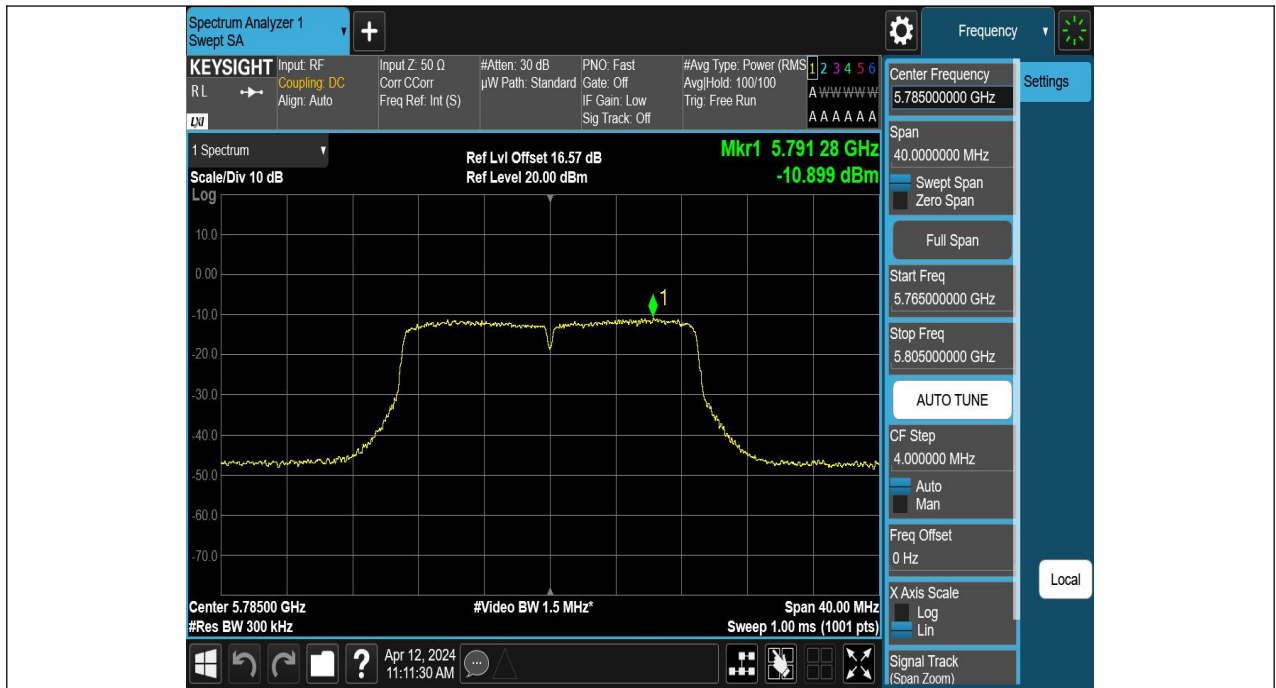 Spectrum Analyzer 1
Swept SA
Frequency
KEYSIGHT
RL
LXI
Input: RF
Coupling: DC
Align: Auto
Input Z: 50 Ω
Corr CCorr
Freq Ref: Int (S)
#Atten: 30 dB
µW Path: Standard
PNO: Fast
Gate: Off
IF Gain: Low
Sig Track: Off
#Avg Type: Power (RMS
Avg|Hold: 100/100
Trig: Free Run
1 2 3 4 5 6
A W W W W W
A A A A A A
1 Spectrum
Scale/Div 10 dB
Ref Lvl Offset 16.57 dB
Ref Level 20.00 dBm
Mkr1 5.791 28 GHz
-10.899 dBm
Log
10.0
0.00
-10.0
-20.0
-30.0
-40.0
-50.0
-60.0
-70.0
1
Center 5.78500 GHz
#Res BW 300 kHz
#Video BW 1.5 MHz*
Span 40.00 MHz
Sweep 1.00 ms (1001 pts)
Apr 12, 2024
11:11:30 AM
?
Center Frequency
5.785000000 GHz
Span
40.0000000 MHz
Swept Span
Zero Span
Full Span
Start Freq
5.765000000 GHz
Stop Freq
5.805000000 GHz
AUTO TUNE
CF Step
4.000000 MHz
Auto
Man
Freq Offset
0 Hz
X Axis Scale
Log
Lin
Signal Track
(Span Zoom)
Settings
Local